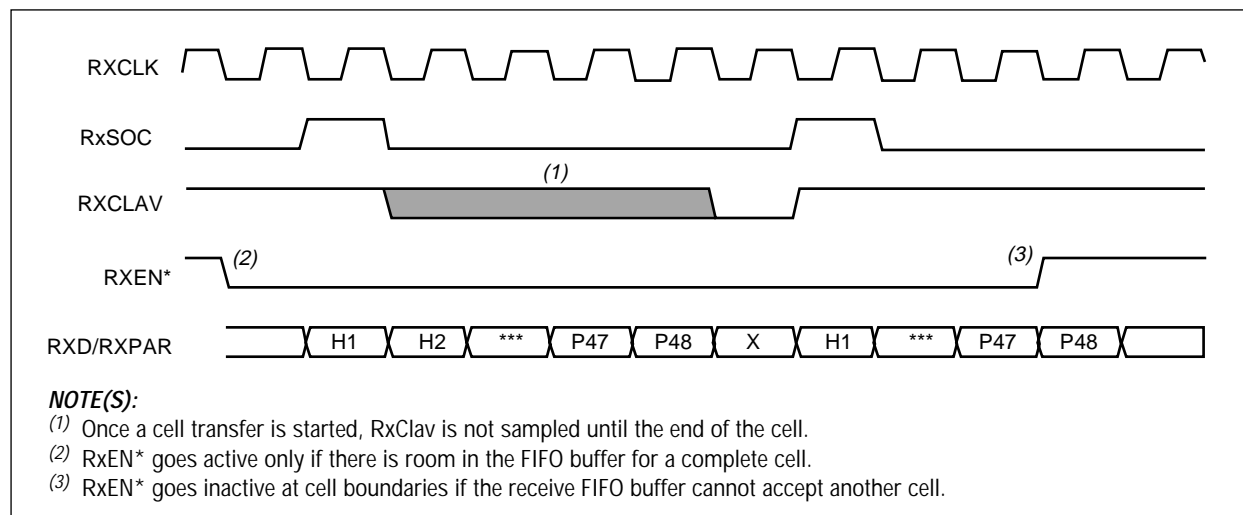 RXCLK
RxSOC
(1)
RXCLAV
RXEN*
(2)
(3)
RXD/RXPAR
H1 H2 *** P47 P48 X H1 *** P47 P48
NOTE(S):
(1) Once a cell transfer is started, RxClav is not sampled until the end of the cell.
(2) RxEN* goes active only if there is room in the FIFO buffer for a complete cell.
(3) RxEN* goes inactive at cell boundaries if the receive FIFO buffer cannot accept another cell.